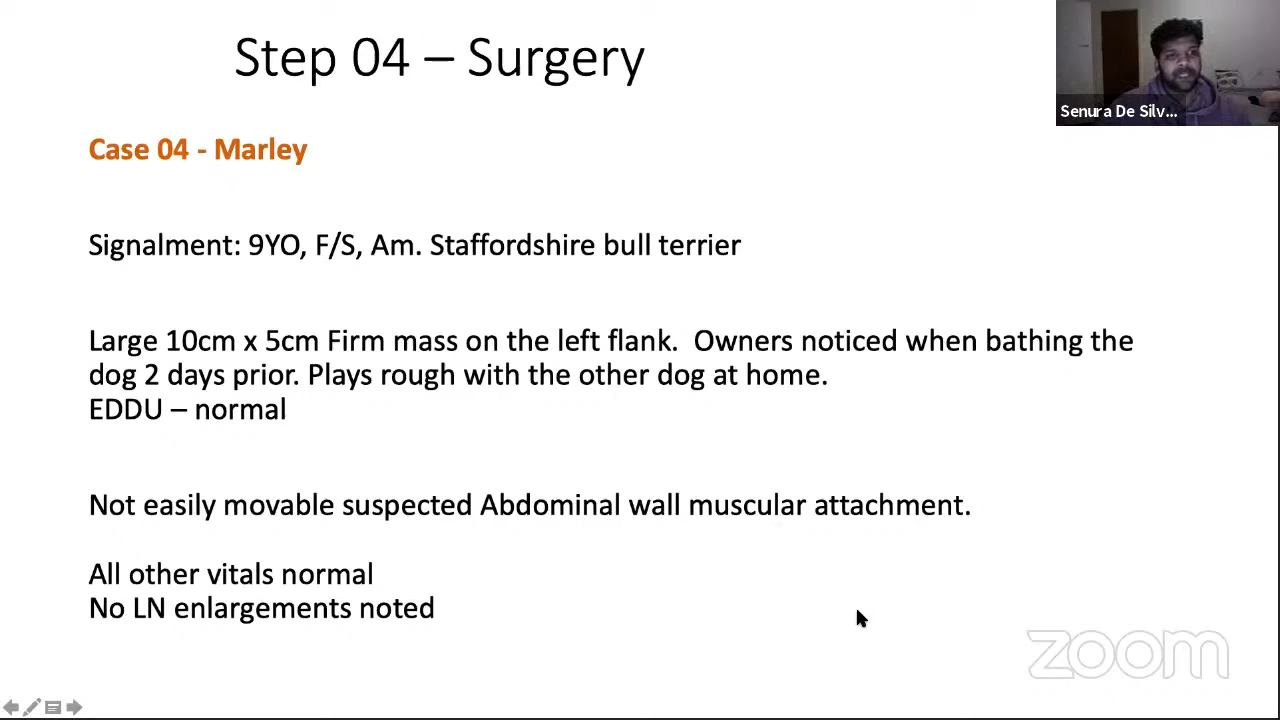 Step 04 – Surgery
Senura De Silv...
Case 04 - Marley
Signalment: 9YO, F/S, Am. Staffordshire bull terrier
Large 10cm x 5cm Firm mass on the left flank.  Owners noticed when bathing the
dog 2 days prior. Plays rough with the other dog at home.
EDDU – normal
Not easily movable suspected Abdominal wall muscular attachment.
All other vitals normal
No LN enlargements noted
zoom